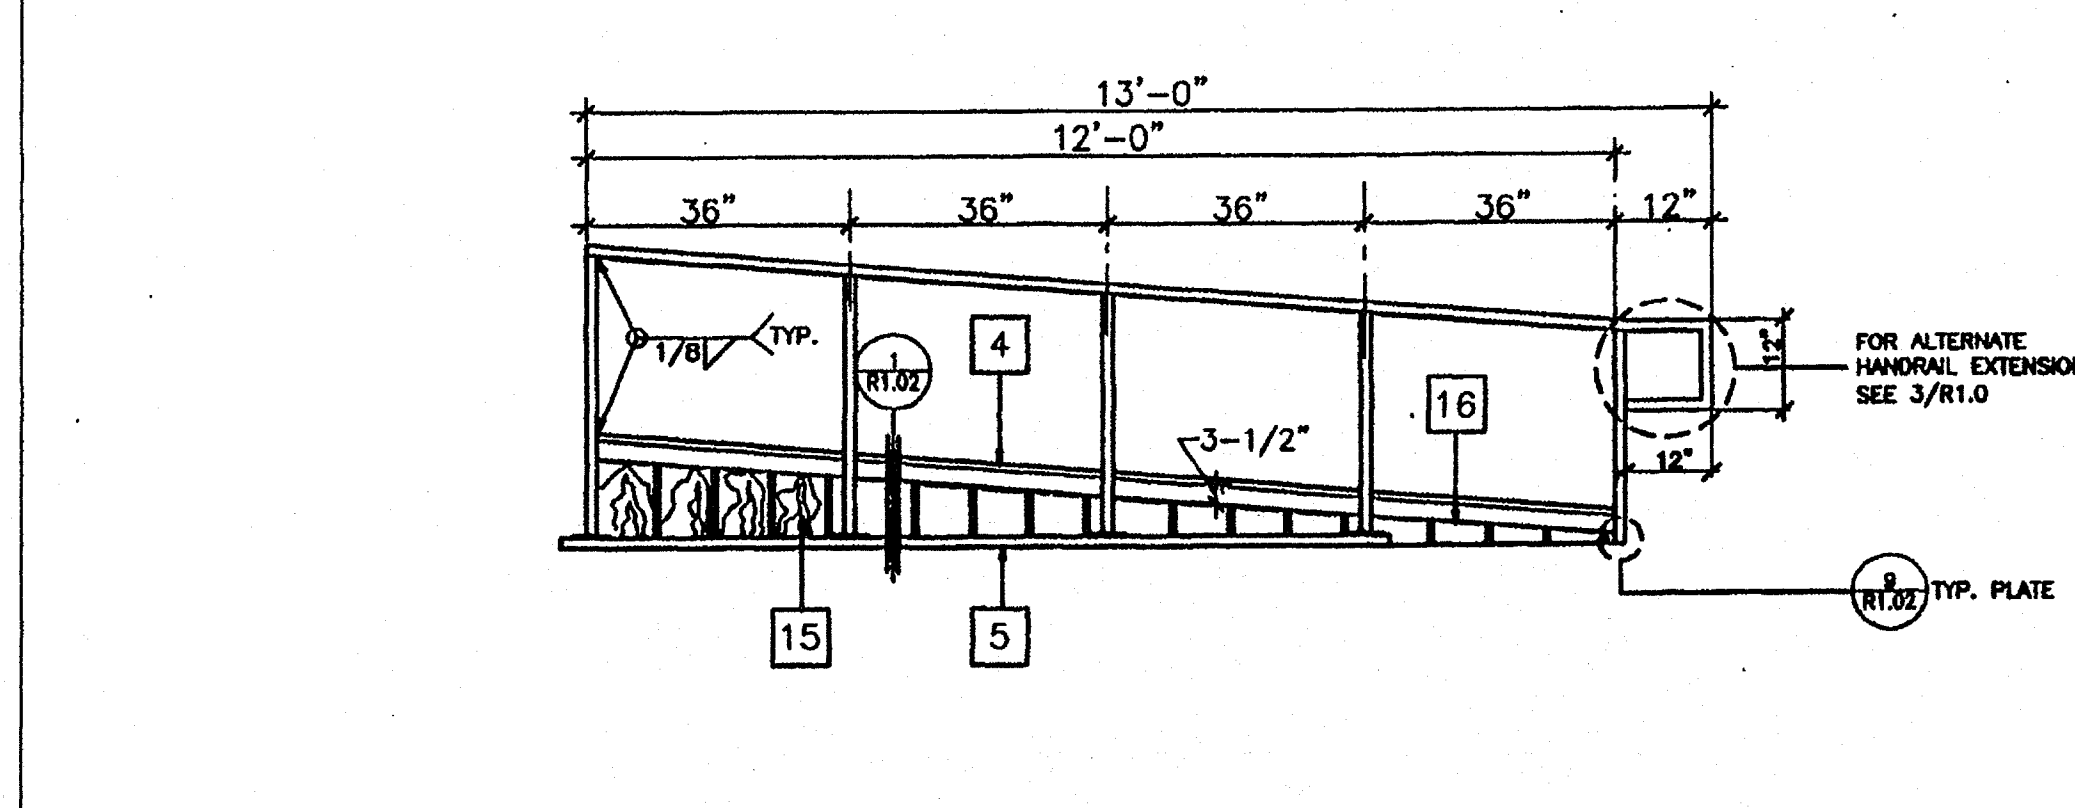 13'-0"
12'-0"
36" 36" 36" 36" 12"
1/8 TYP.
1
R1.02
4
16
3-1/2"
12"
FOR ALTERNATE
HANDRAIL EXTENSION
SEE 3/R1.0
12"
15
5
9
R1.02
TYP. PLATE